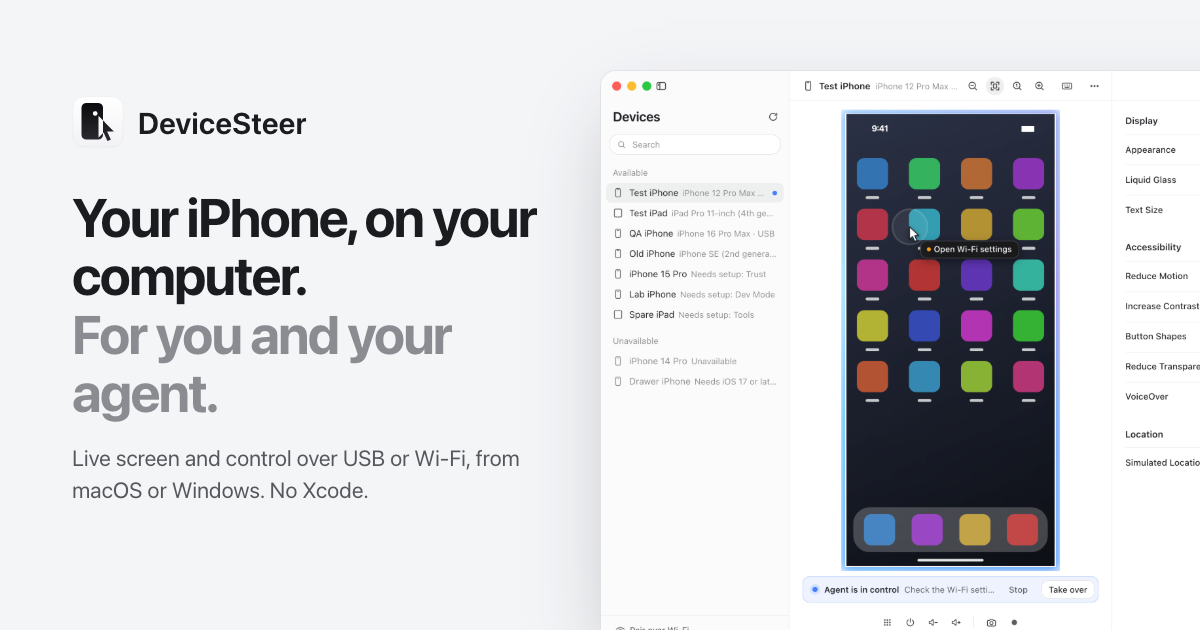 DeviceSteer
Your iPhone, on your
computer.
For you and your
agent.
Live screen and control over USB or Wi-Fi, from
macOS or Windows. No Xcode.
Devices
Search
Available
Test iPhone iPhone 12 Pro Max ...
Test iPad iPad Pro 11-inch (4th ge...
QA iPhone iPhone 16 Pro Max · USB
Old iPhone iPhone SE (2nd genera...
iPhone 15 Pro Needs setup: Trust
Lab iPhone Needs setup: Dev Mode
Spare iPad Needs setup: Tools
Unavailable
iPhone 14 Pro Unavailable
Drawer iPhone Needs iOS 17 or lat...
Pair over Wi-Fi
Test iPhone iPhone 12 Pro Max ...
9:41
Open Wi-Fi settings
Agent is in control Check the Wi-Fi setti... Stop Take over
Display
Appearance
Liquid Glass
Text Size
Accessibility
Reduce Motion
Increase Contrast
Button Shapes
Reduce Transpare
VoiceOver
Location
Simulated Locatio